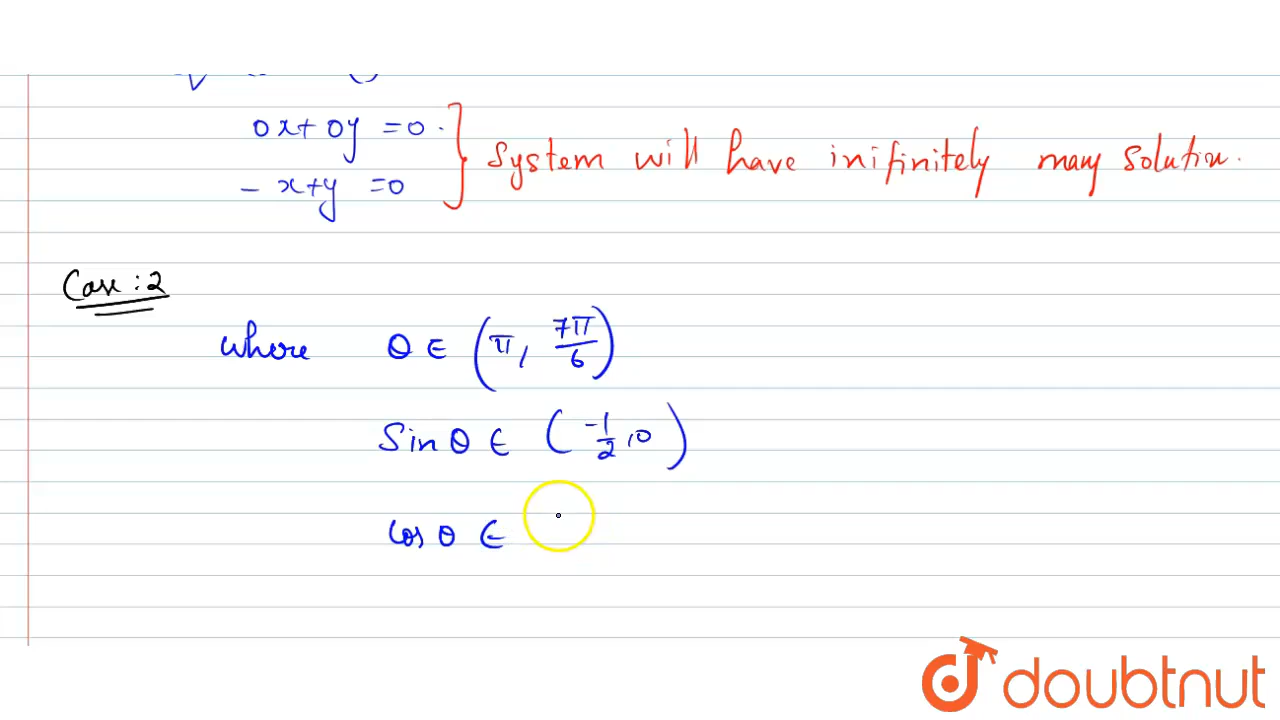 0x+0y =0.
-x+y =0
System will have inifinitely many solution.
Case :2
Where θ ∈ (π, 7π/6)
Sin θ ∈ (-1/2, 0)
Cos θ ∈
doubtnut